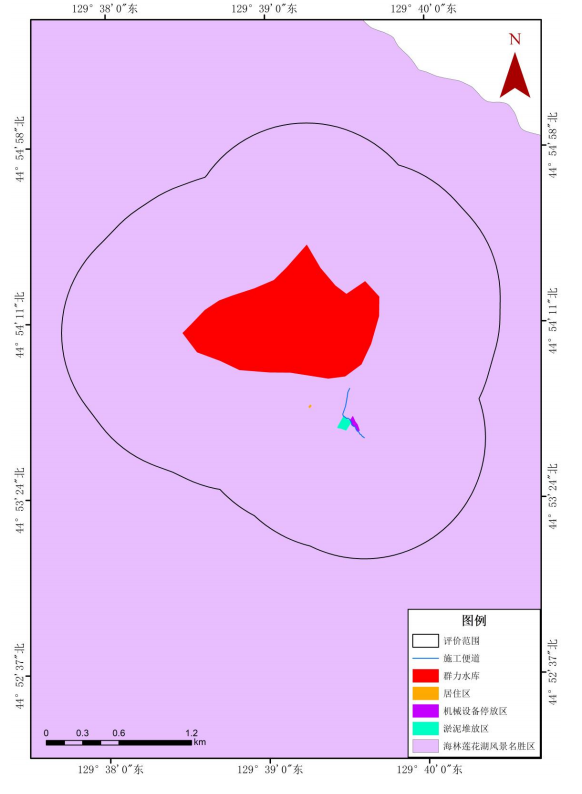 129° 38′0″东
129° 39′0″东
129° 40′0″东
N
44° 54′58″北
44° 54′58″北
44° 54′11″北
44° 54′11″北
44° 53′24″北
44° 53′24″北
44° 52′37″北
44° 52′37″北
图例
评价范围
施工便道
群力水库
居住区
机械设备停放区
淤泥堆放区
海林莲花湖风景名胜区
0 0.3 0.6 1.2
km
129° 38′0″东
129° 39′0″东
129° 40′0″东